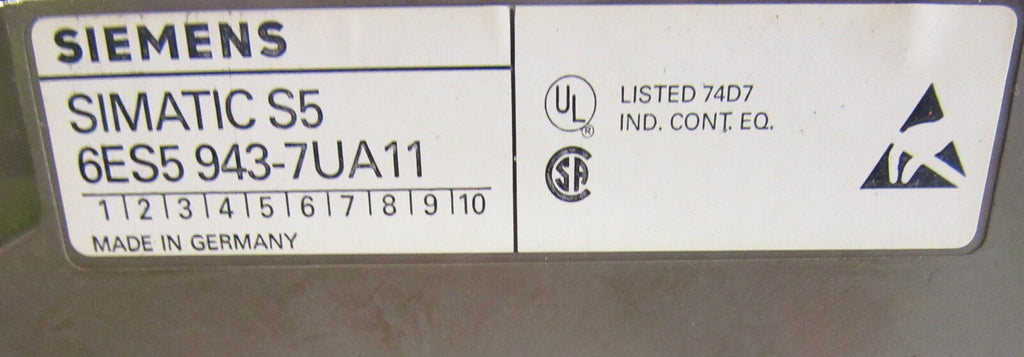 SIEMENS
SIMATIC S5
6ES5 943-7UA11
1 | 2 | 3 | 4 | 5 | 6 | 7 | 8 | 9 | 10
MADE IN GERMANY
UL ®
LISTED 74D7
IND. CONT. EQ.
SA